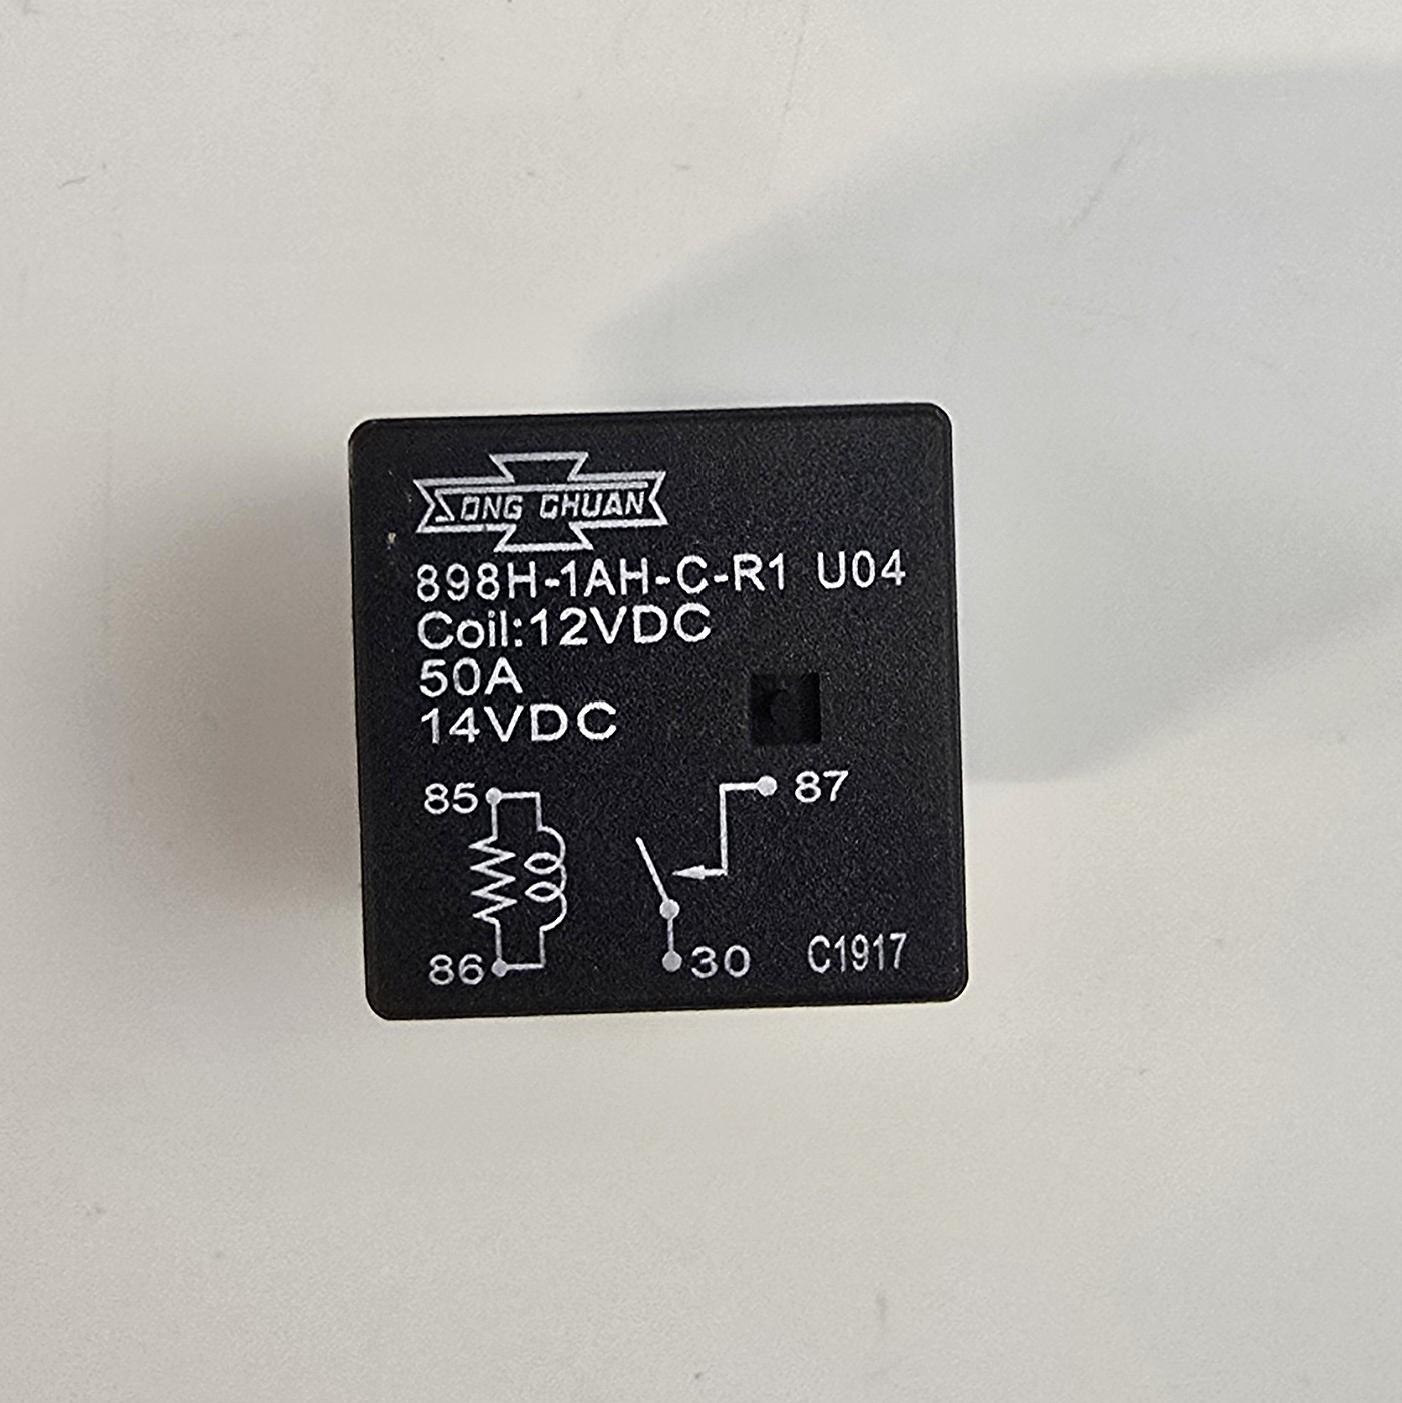 SONG CHUAN
898H-1AH-C-R1 U04
Coil:12VDC
50A
14VDC
85
87
86
30
C1917